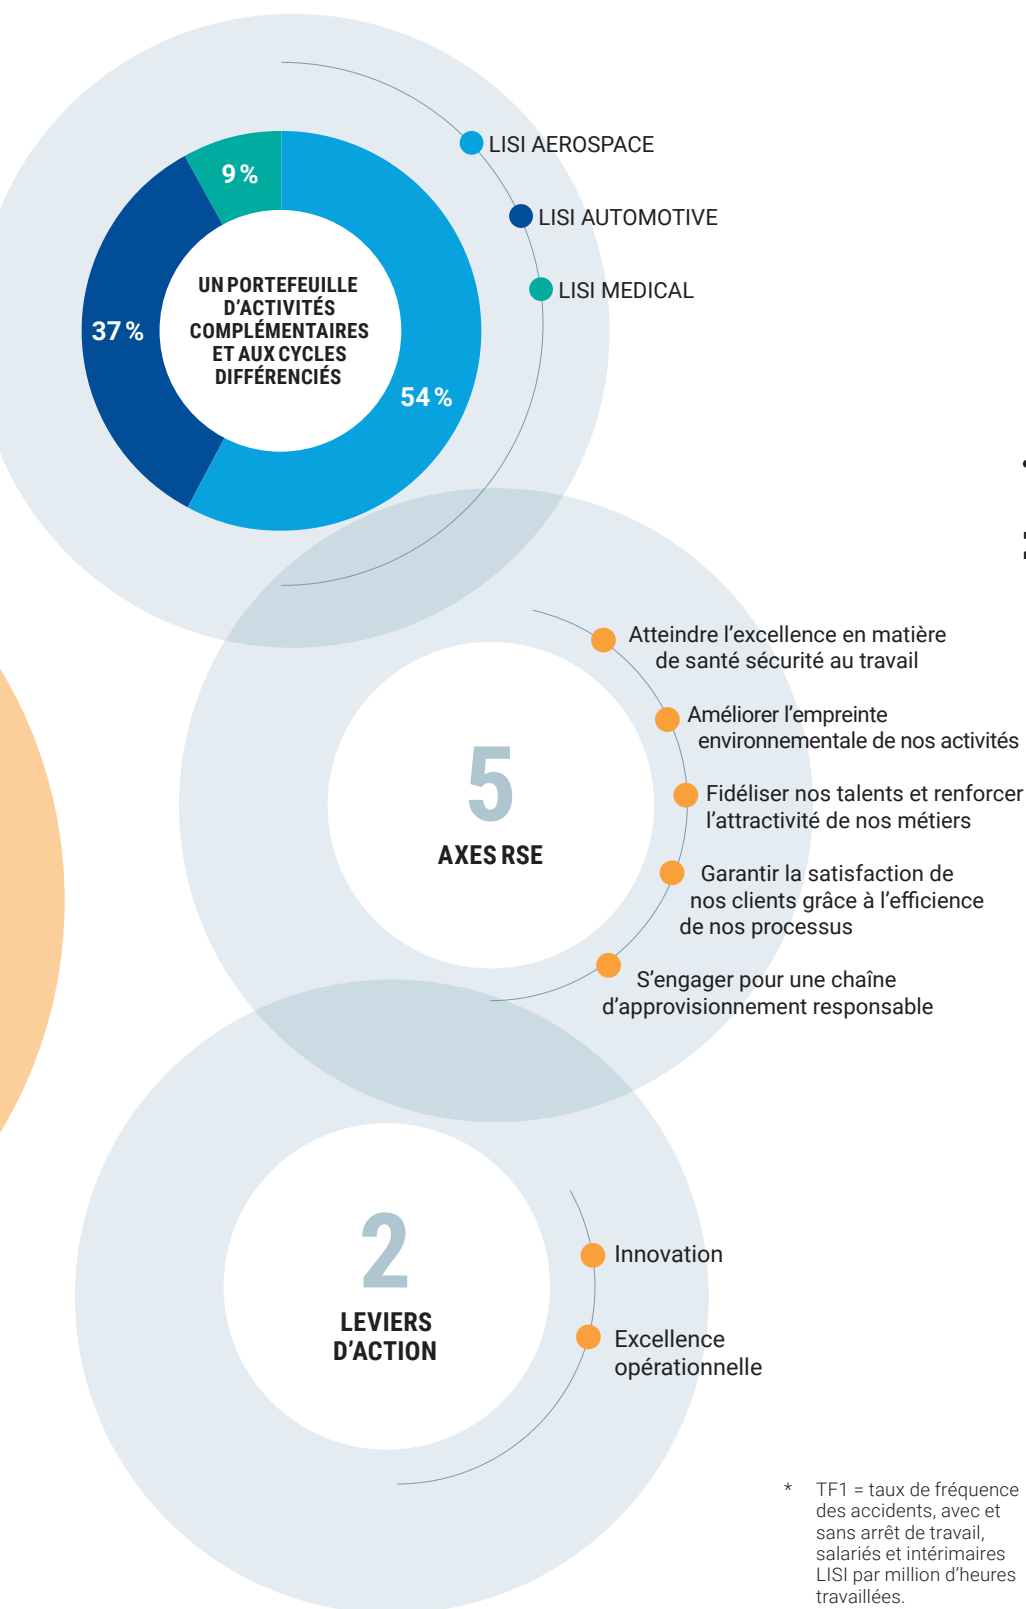 LISI AEROSPACE
LISI AUTOMOTIVE
LISI MEDICAL
9 %
37 %
54 %
UN PORTEFEUILLE
D’ACTIVITÉS
COMPLÉMENTAIRES
ET AUX CYCLES
DIFFÉRENCIÉS
5
AXES RSE
Atteindre l’excellence en matière
de santé sécurité au travail
Améliorer l’empreinte
environnementale de nos activités
Fidéliser nos talents et renforcer
l’attractivité de nos métiers
Garantir la satisfaction de
nos clients grâce à l’efficience
de nos processus
S’engager pour une chaîne
d’approvisionnement responsable
2
LEVIERS
D’ACTION
Innovation
Excellence
opérationnelle
* TF1 = taux de fréquence
des accidents, avec et
sans arrêt de travail,
salariés et intérimaires
LISI par million d’heures
travaillées.